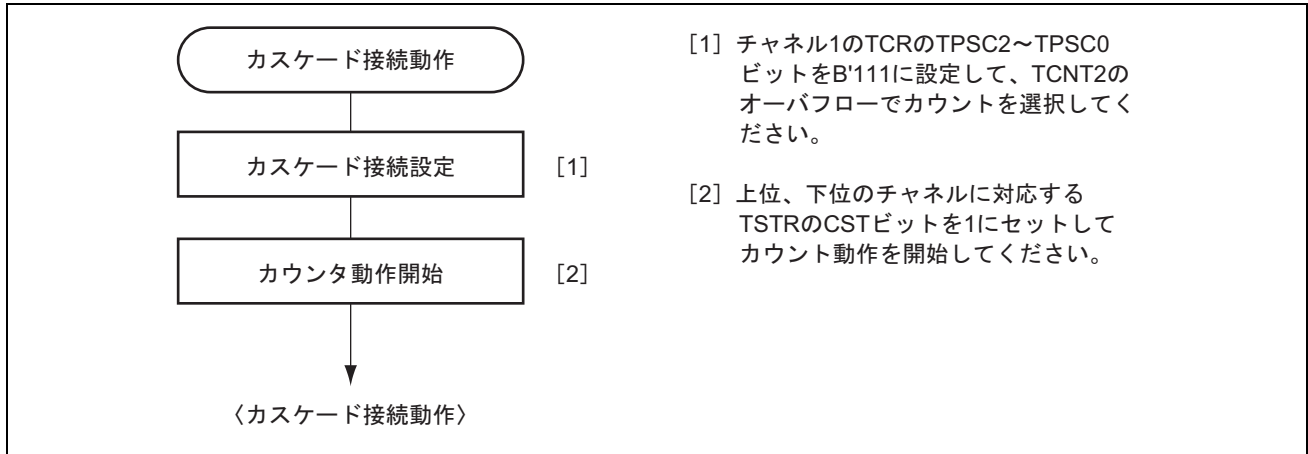 カスケード接続動作
カスケード接続設定
[1]
カウンタ動作開始
[2]
〈カスケード接続動作〉
[1] チャネル1のTCRのTPSC2～TPSC0
ビットをB'111に設定して、TCNT2の
オーバフローでカウントを選択してく
ださい。
[2] 上位、下位のチャネルに対応する
TSTRのCSTビットを1にセットして
カウント動作を開始してください。